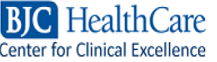 BJC HealthCare
Center for Clinical Excellence